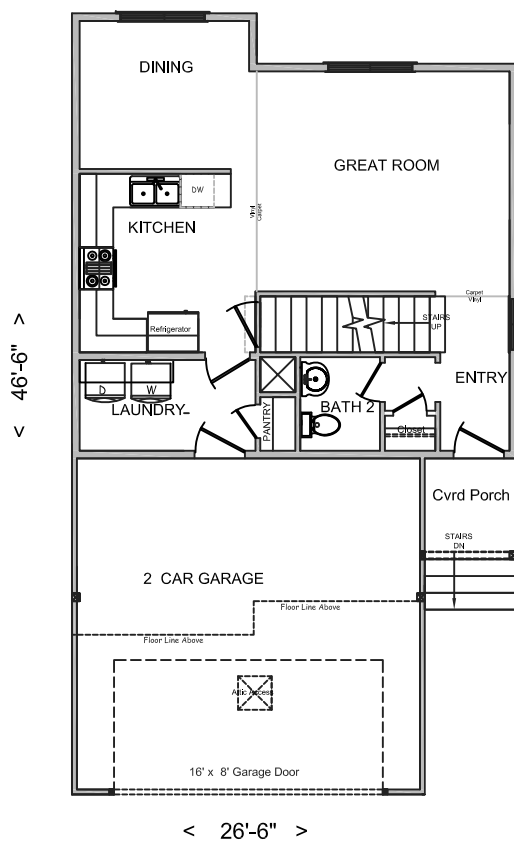 DINING
GREAT ROOM
DW
KITCHEN
Vinyl
Carpet
Carpet
Vinyl
Refrigerator
STAIRS
UP
< 46'-6" >
D
W
LAUNDRY
PANTRY
BATH 2
ENTRY
Closet
Cvrd Porch
STAIRS
DN
2 CAR GARAGE
Floor Line Above
Floor Line Above
Attic Access
16' x 8' Garage Door
< 26'-6" >